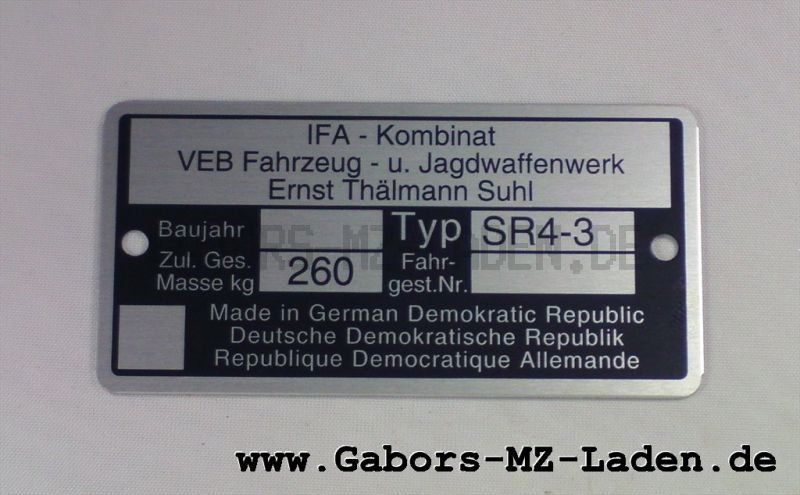 IFA - Kombinat
VEB Fahrzeug - u. Jagdwaffenwerk
Ernst Thälmann Suhl
Baujahr Typ SR4-3
Zul. Ges. Masse kg 260 Fahr-gest.Nr.
Made in German Demokratic Republic
Deutsche Demokratische Republik
Republique Democratique Allemande
www.Gabors-MZ-Laden.de